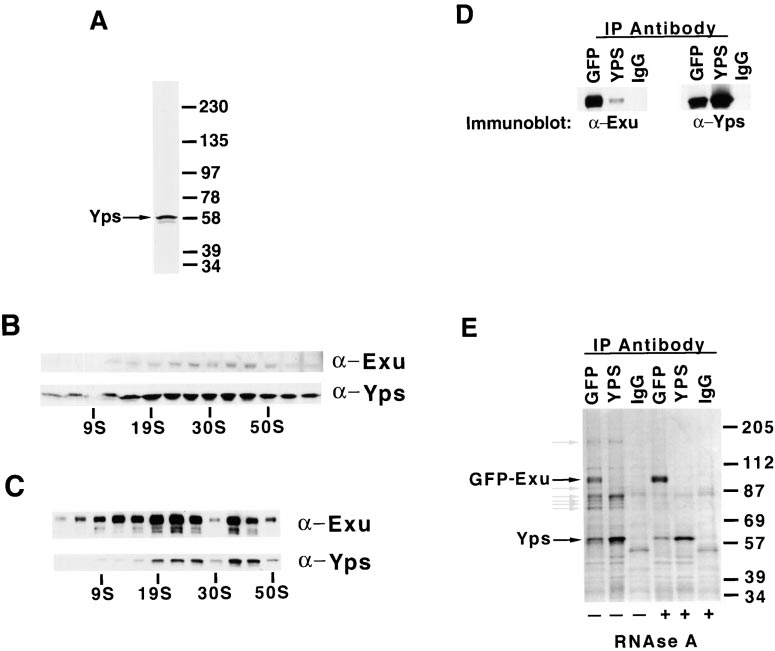 A
230
135
97
78
Yps
58
39
34
B
α–Exu
α–Yps
9S 19S 30S 50S
C
α–Exu
α–Yps
9S 19S 30S 50S
D
IP Antibody
GFP YPS IgG GFP YPS IgG
Immunoblot: α–Exu α–Yps
E
IP Antibody
GFP YPS IgG GFP YPS IgG
205
112
GFP-Exu
87
69
Yps
57
39
34
– – – + + +
RNAse A